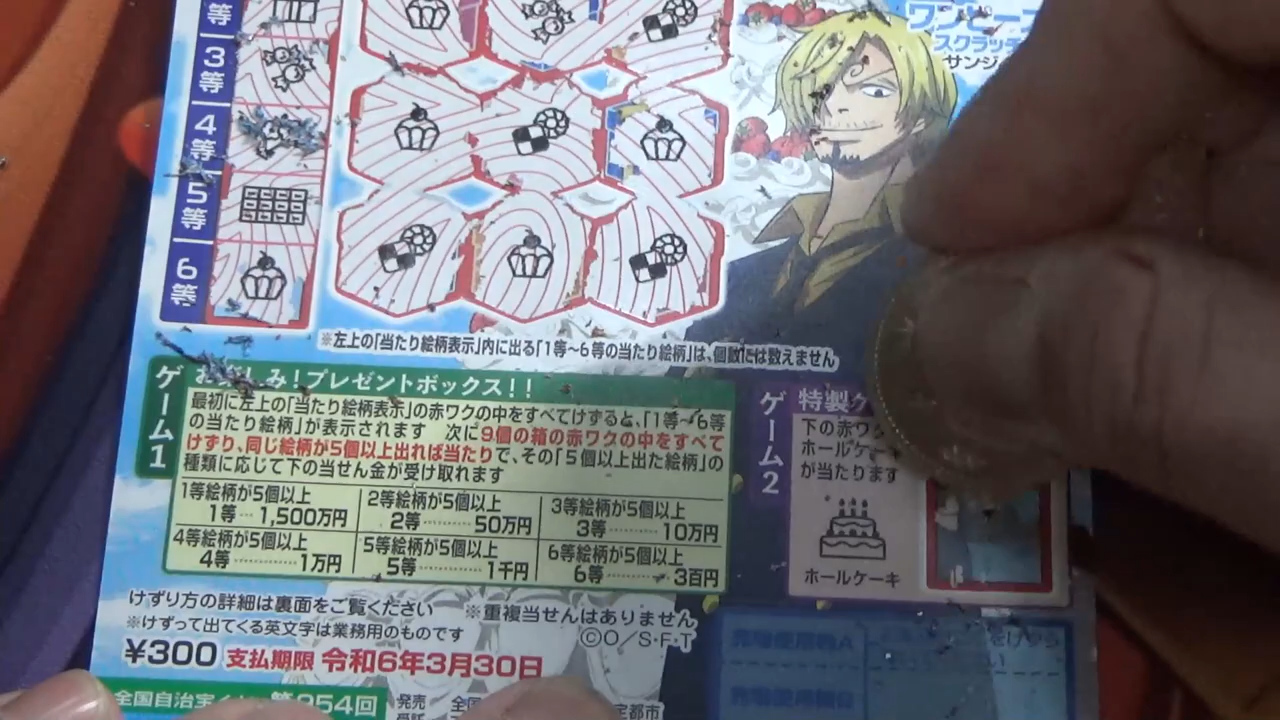 等
3等
4等
5等
6等
ワンピース
スクラッチ
サンジ
※左上の「当たり絵柄表示」内に出る「1等~6等の当たり絵柄」は、個数には数えません
ゲーム1
お楽しみ!プレゼントボックス!!
最初に左上の「当たり絵柄表示」の赤ワクの中をすべてけずると、「1等~6等
の当たり絵柄」が表示されます 次に9個の箱の赤ワクの中をすべて
けずり、同じ絵柄が5個以上出れば当たりで、その「5個以上出た絵柄」の
種類に応じて下の当せん金が受け取れます
1等絵柄が5個以上
1等…1,500万円
2等絵柄が5個以上
2等………50万円
3等絵柄が5個以上
3等………10万円
4等絵柄が5個以上
4等…………1万円
5等絵柄が5個以上
5等…………1千円
6等絵柄が5個以上
6等………3百円
ゲーム2
特製
下の赤ワク
ホールケー
が当たります
ホールケーキ
けずり方の詳細は裏面をご覧ください
※重複当せんはありません
※けずって出てくる英文字は業務用のものです
©O/S・F・T
¥300 支払期限 令和6年3月30日
全国自治宝くじ 第954回
発売
全国
定都市